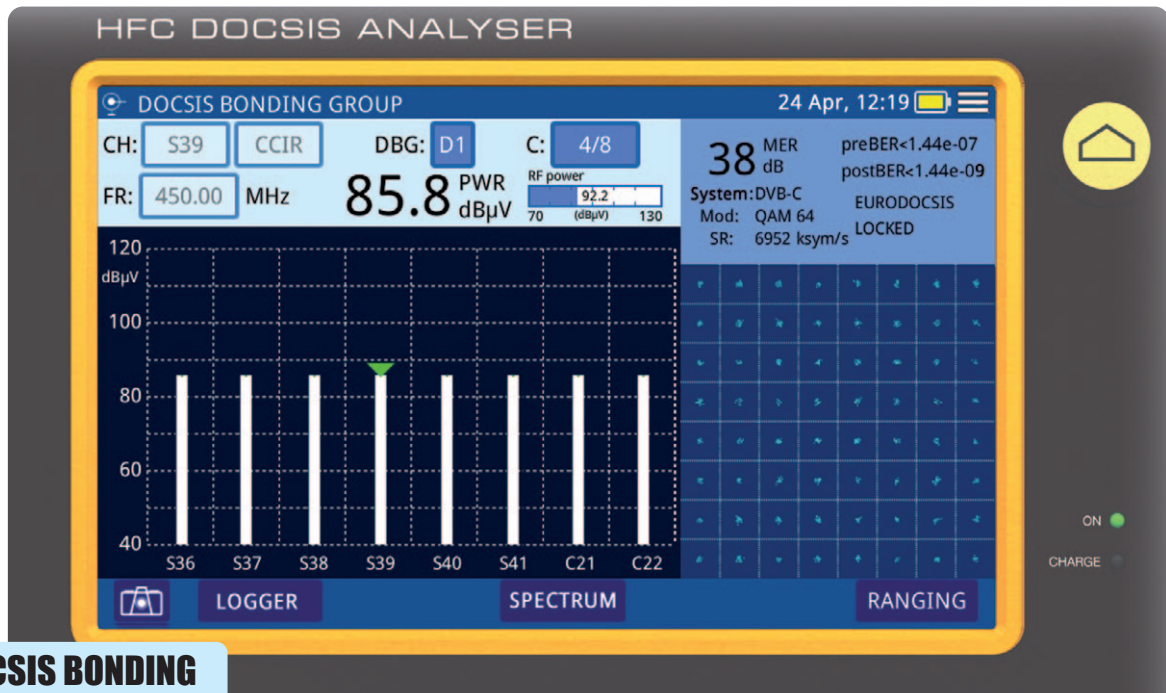 HFC DOCSIS ANALYSER
DOCSIS BONDING GROUP
24 Apr, 12:19
CH: S39 CCIR DBG: D1 C: 4/8
FR: 450.00 MHz 85.8 PWR dBµV
RF power
92.2
70 (dBµV) 130
38 MER dB
preBER<1.44e-07
postBER<1.44e-09
System:DVB-C
Mod: QAM 64
SR: 6952 ksym/s
EURODOCSIS
LOCKED
120
dBµV
100
80
60
40
S36 S37 S38 S39 S40 S41 C21 C22
LOGGER SPECTRUM RANGING
ON
CHARGE
CSIS BONDING